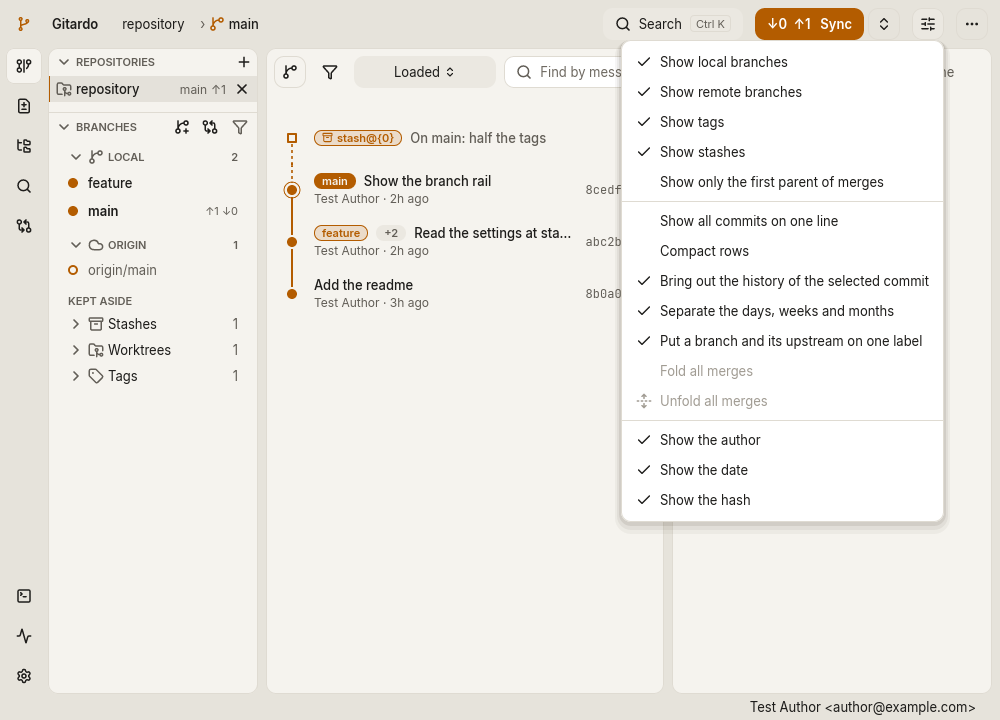 Gitardo
repository
main
Search
Ctrl K
↓0 ↑1 Sync
REPOSITORIES
repository
main ↑1
BRANCHES
LOCAL
2
feature
main
↑1 ↓0
ORIGIN
1
origin/main
KEPT ASIDE
Stashes
1
Worktrees
1
Tags
1
Loaded
Find by mess
stash@{0}
On main: half the tags
main
Show the branch rail
Test Author · 2h ago
8cedf
feature
+2
Read the settings at sta...
Test Author · 2h ago
abc2b
Add the readme
Test Author · 3h ago
8b0a0
Show local branches
Show remote branches
Show tags
Show stashes
Show only the first parent of merges
Show all commits on one line
Compact rows
Bring out the history of the selected commit
Separate the days, weeks and months
Put a branch and its upstream on one label
Fold all merges
Unfold all merges
Show the author
Show the date
Show the hash
Test Author <author@example.com>